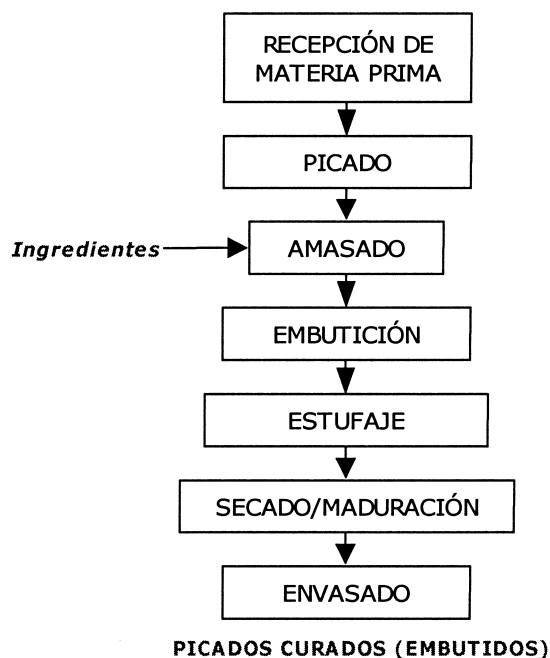 RECEPCIÓN DE
MATERIA PRIMA
PICADO
Ingredientes
AMASADO
EMBUTICIÓN
ESTUFAJE
SECADO/MADURACIÓN
ENVASADO
PICADOS CURADOS (EMBUTIDOS)